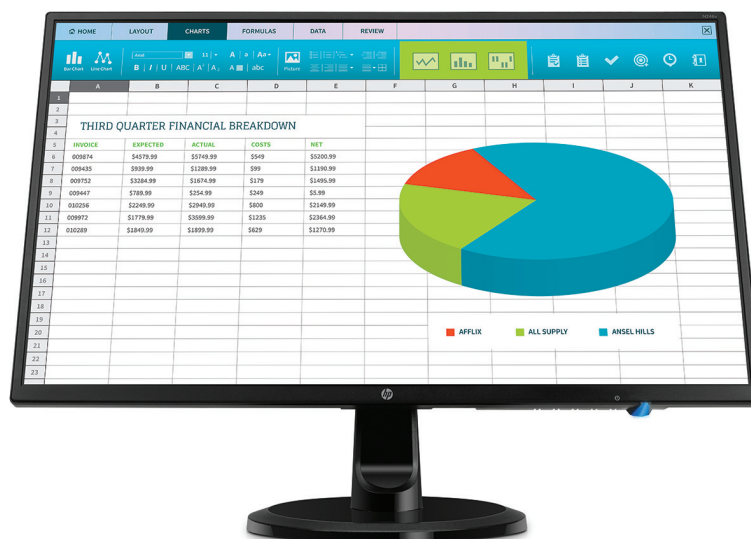 HOME LAYOUT CHARTS FORMULAS DATA REVIEW
Bar Chart Line Chart Arial 11 A a Aa Picture
B I U ABC A A A abc
A B C D E F G H I J K
1
2
3
4
THIRD QUARTER FINANCIAL BREAKDOWN
5 INVOICE EXPECTED ACTUAL COSTS NET
6 009874 $4579.99 $5749.99 $549 $5200.99
7 009435 $939.99 $1289.99 $99 $1190.99
8 009752 $3284.99 $1674.99 $179 $1495.99
9 009447 $789.99 $254.99 $249 $5.99
10 010256 $2249.99 $2949.99 $800 $2149.99
11 009972 $1779.99 $3599.99 $1235 $2364.99
12 010289 $1849.99 $1899.99 $629 $1270.99
13
14
15
16
17
18
19
20
21
22
23
AFFLIX ALL SUPPLY ANSEL HILLS
hp